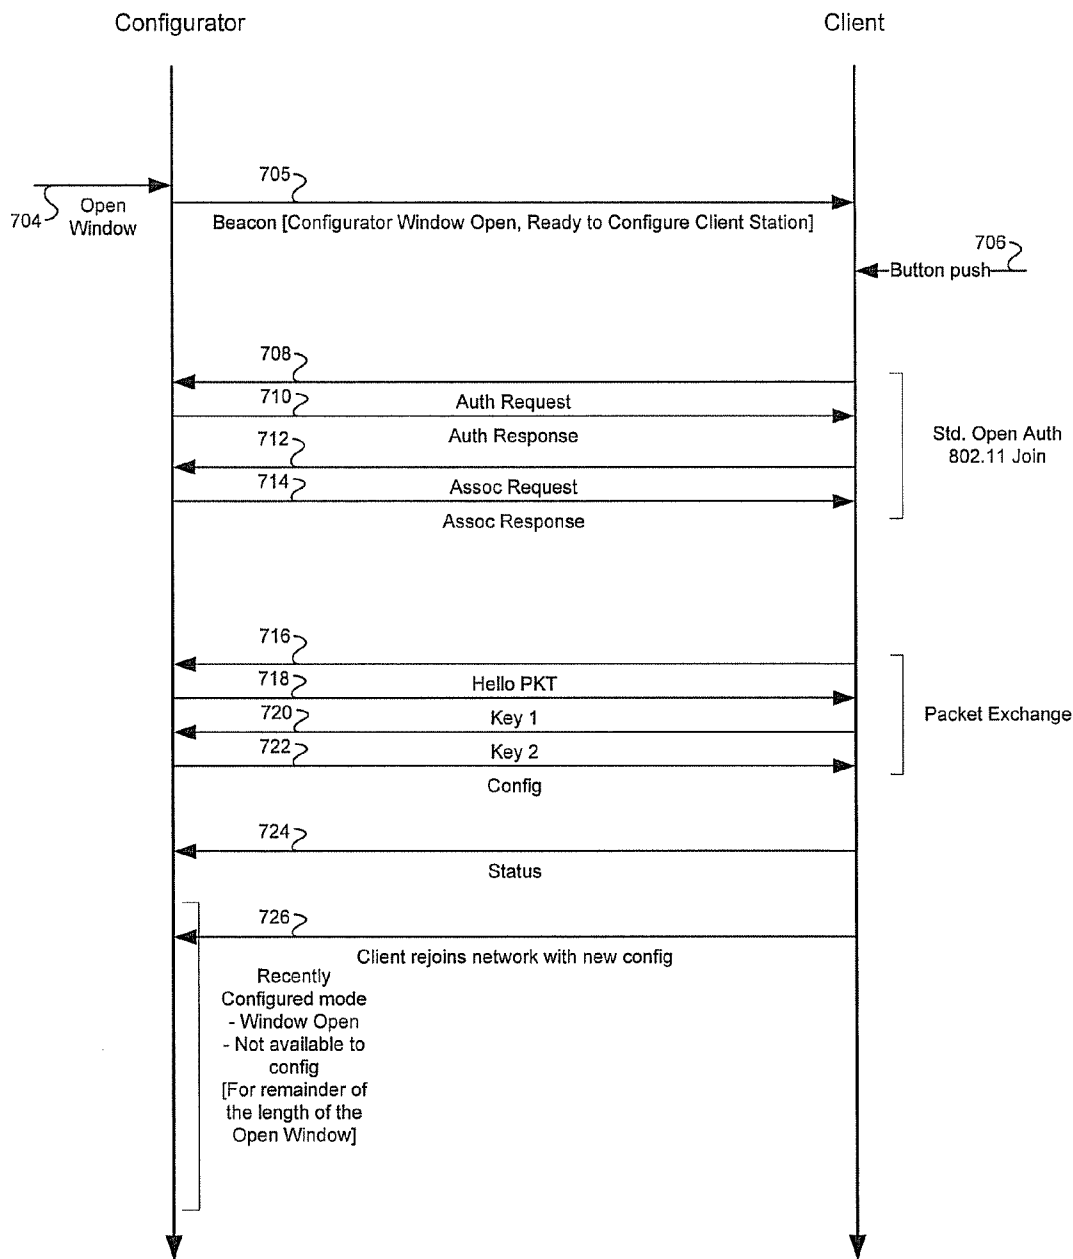 Configurator
Client
705
704
Open
Window
Beacon [Configurator Window Open, Ready to Configure Client Station]
706
Button push
708
Auth Request
710
Auth Response
712
Assoc Request
714
Assoc Response
Std. Open Auth
802.11 Join
716
Hello PKT
718
Key 1
720
Key 2
722
Config
Packet Exchange
724
Status
726
Client rejoins network with new config
Recently
Configured mode
- Window Open
- Not available to
config
[For remainder of
the length of the
Open Window]